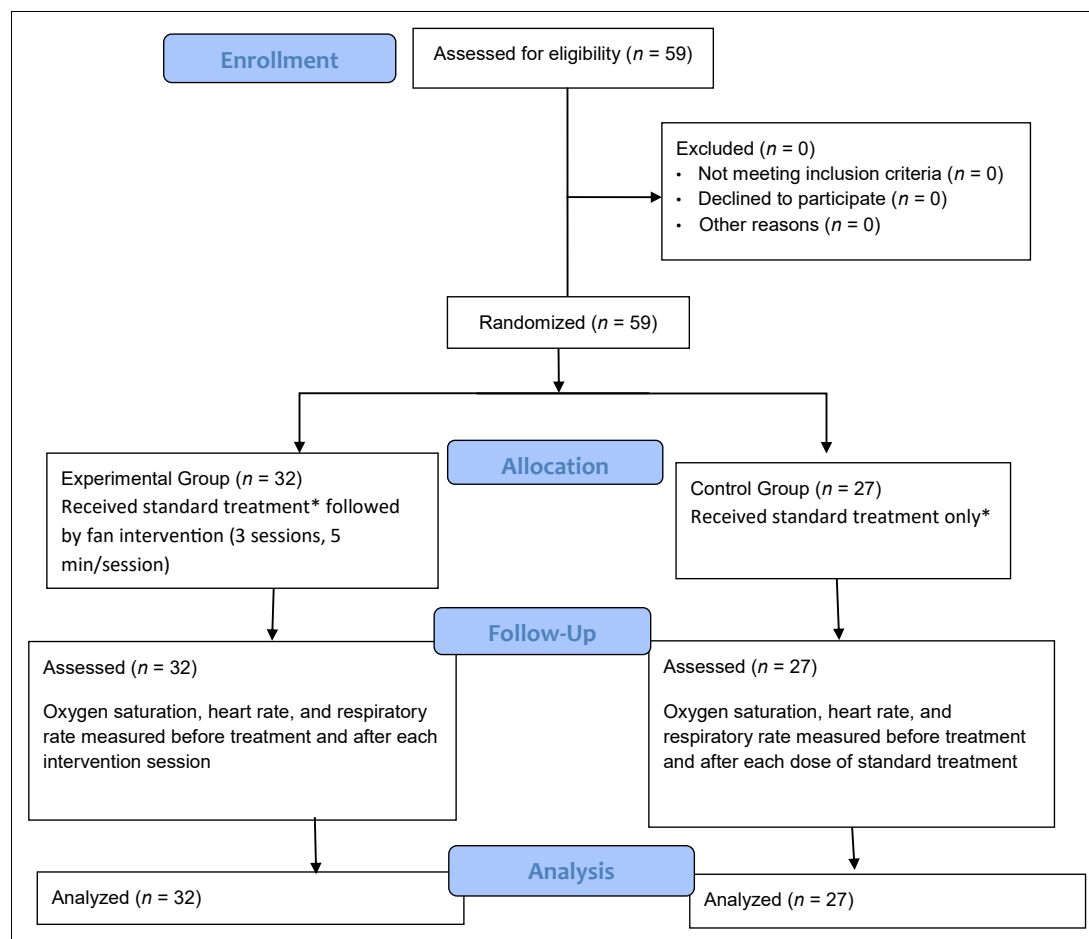 Enrollment
Assessed for eligibility (n = 59)
Excluded (n = 0)
• Not meeting inclusion criteria (n = 0)
• Declined to participate (n = 0)
• Other reasons (n = 0)
Randomized (n = 59)
Allocation
Experimental Group (n = 32)
Received standard treatment* followed
by fan intervention (3 sessions, 5
min/session)
Control Group (n = 27)
Received standard treatment only*
Follow-Up
Assessed (n = 32)
Oxygen saturation, heart rate, and respiratory
rate measured before treatment and after each
intervention session
Assessed (n = 27)
Oxygen saturation, heart rate, and
respiratory rate measured before treatment
and after each dose of standard treatment
Analysis
Analyzed (n = 32)
Analyzed (n = 27)